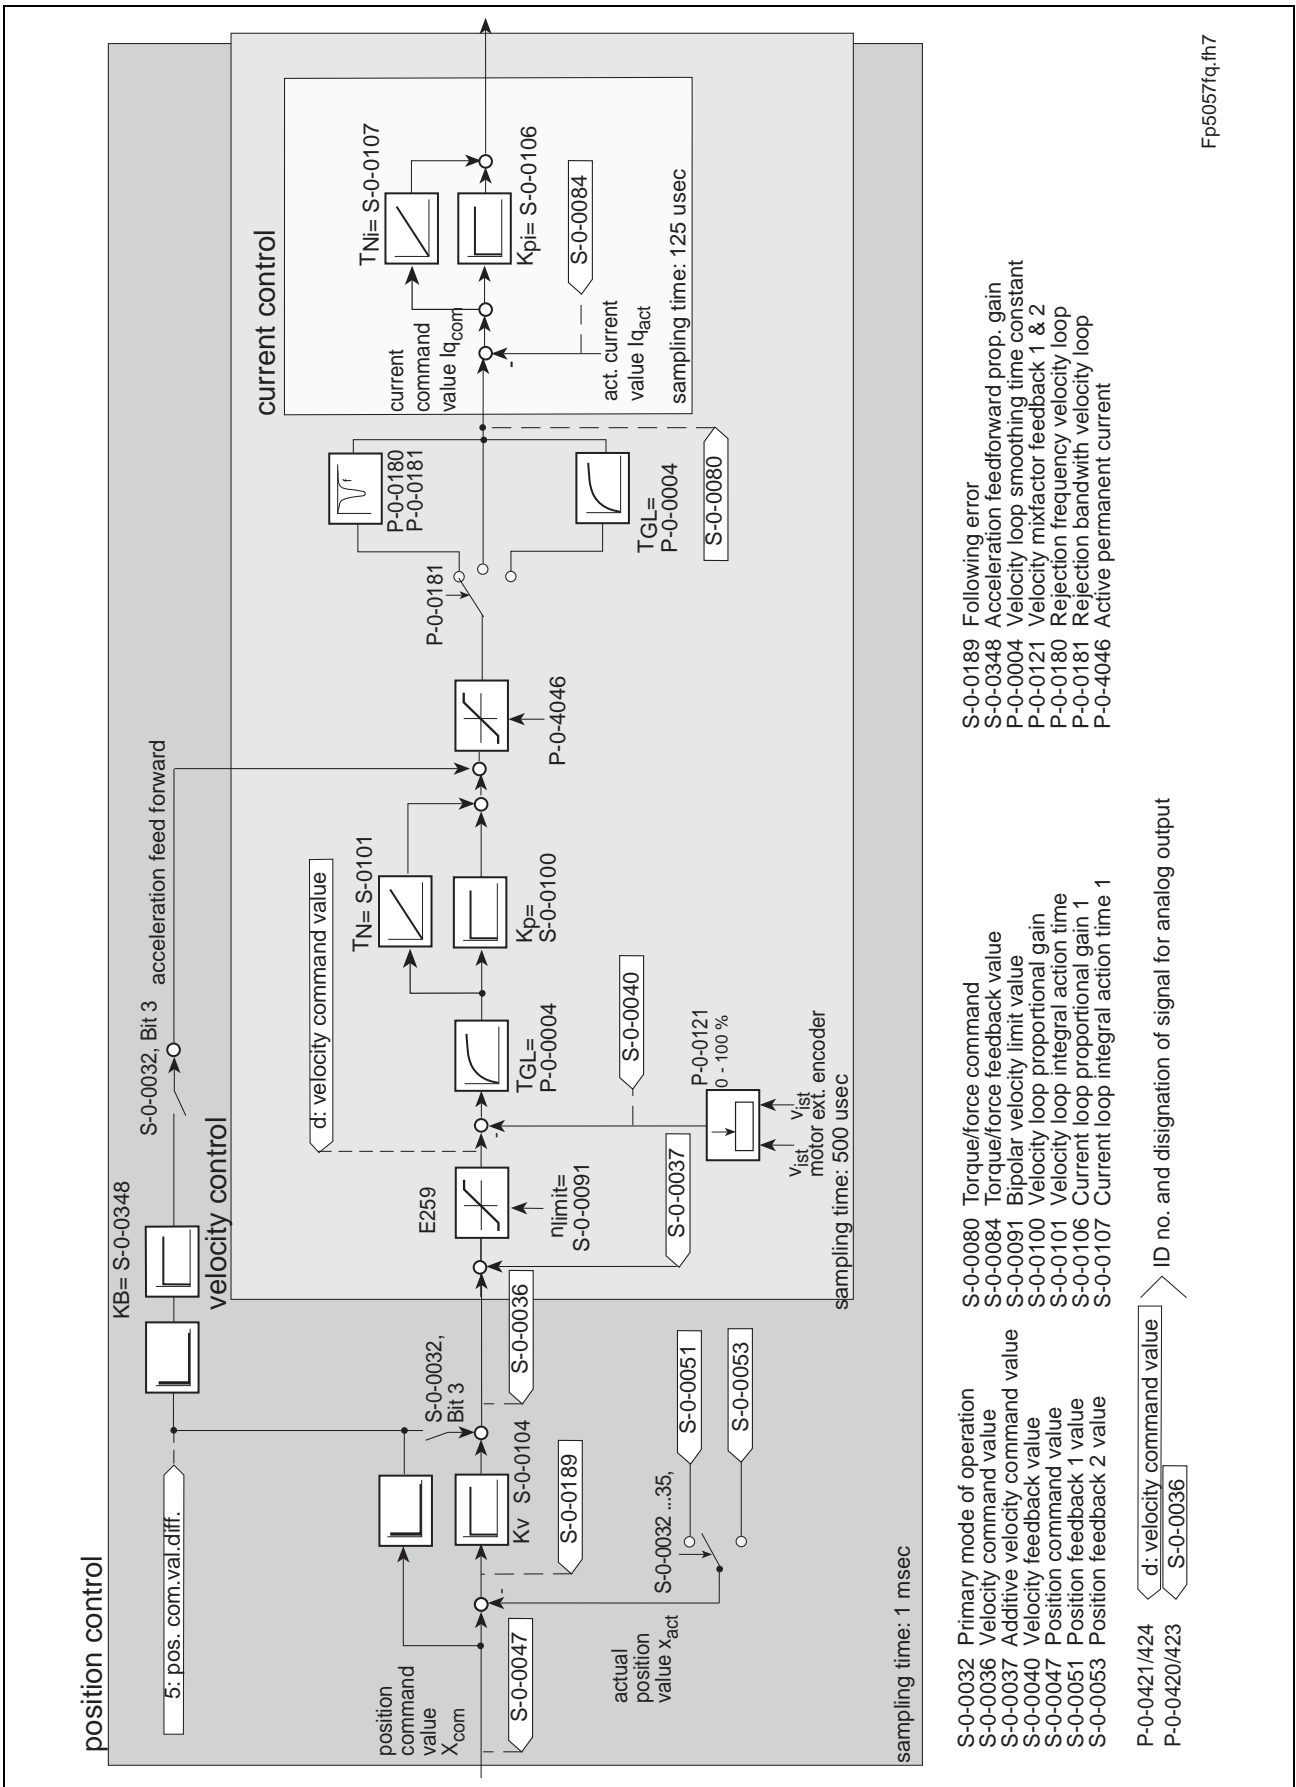 position control
5: pos. com.val.diff.
KB= S-0-0348
S-0-0032, Bit 3
acceleration feed forward
velocity control
current control
position
command
value
Xcom
S-0-0047
Kv S-0-0104
S-0-0189
S-0-0032,
Bit 3
S-0-0036
actual
position
value xact
S-0-0032 ...35,
S-0-0051
S-0-0053
sampling time: 1 msec
E259
nlimit=
S-0-0091
S-0-0037
d: velocity command value
TGL=
P-0-0004
S-0-0040
P-0-0121
0 - 100 %
vist
motor
vist
ext. encoder
sampling time: 500 usec
TN= S-0101
Kp=
S-0-0100
P-0-4046
P-0-0181
P-0-0180
P-0-0181
TGL=
P-0-0004
S-0-0080
current
command
value Iqcom
TNi= S-0-0107
Kpi= S-0-0106
act. current
value Iqact
S-0-0084
sampling time: 125 usec
S-0-0032 Primary mode of operation
S-0-0036 Velocity command value
S-0-0037 Additive velocity command value
S-0-0040 Velocity feedback value
S-0-0047 Position command value
S-0-0051 Position feedback 1 value
S-0-0053 Position feedback 2 value
S-0-0080 Torque/force command
S-0-0084 Torque/force feedback value
S-0-0091 Bipolar velocity limit value
S-0-0100 Velocity loop proportional gain
S-0-0101 Velocity loop integral action time
S-0-0106 Current loop proportional gain 1
S-0-0107 Current loop integral action time 1
S-0-0189 Following error
S-0-0348 Acceleration feedforward prop. gain
P-0-0004 Velocity loop smoothing time constant
P-0-0121 Velocity mixfactor feedback 1 & 2
P-0-0180 Rejection frequency velocity loop
P-0-0181 Rejection bandwith velocity loop
P-0-4046 Active permanent current
P-0-0421/424 d: velocity command value
P-0-0420/423 S-0-0036
ID no. and disignation of signal for analog output
Fp5057fq.fh7